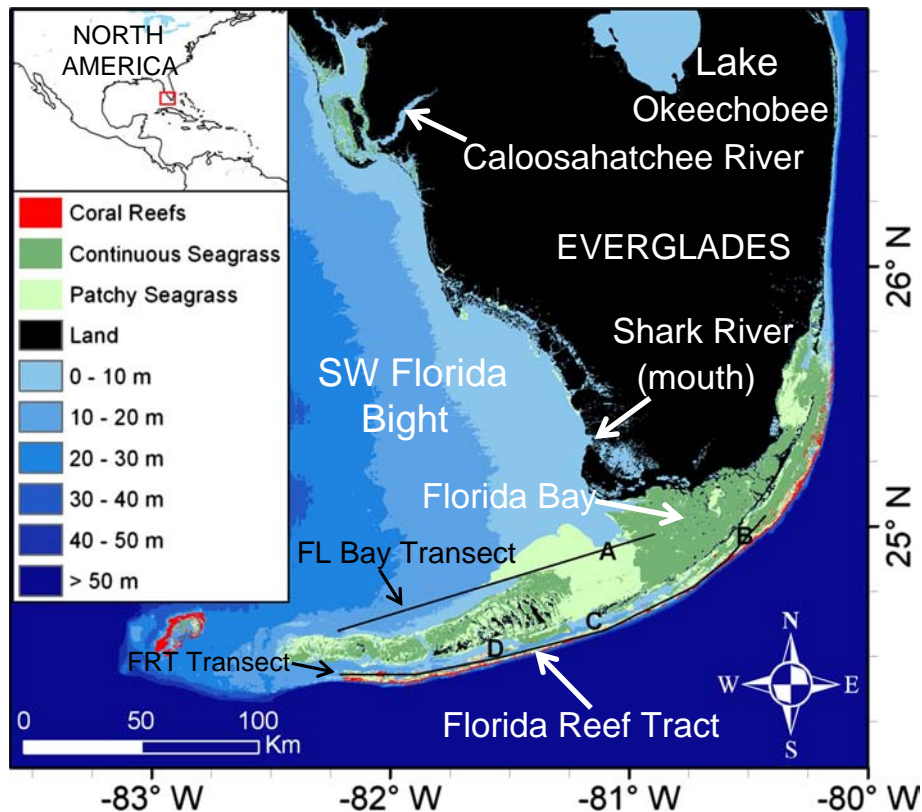 NORTH
AMERICA
Coral Reefs
Continuous Seagrass
Patchy Seagrass
Land
0 - 10 m
10 - 20 m
20 - 30 m
30 - 40 m
40 - 50 m
> 50 m
Lake
Okeechobee
Caloosahatchee River
EVERGLADES
Shark River
(mouth)
SW Florida
Bight
Florida Bay
FL Bay Transect
A
B
C
D
FRT Transect
Florida Reef Tract
0 50 100
Km
N
W E
S
26° N
25° N
-83° W -82° W -81° W -80° W